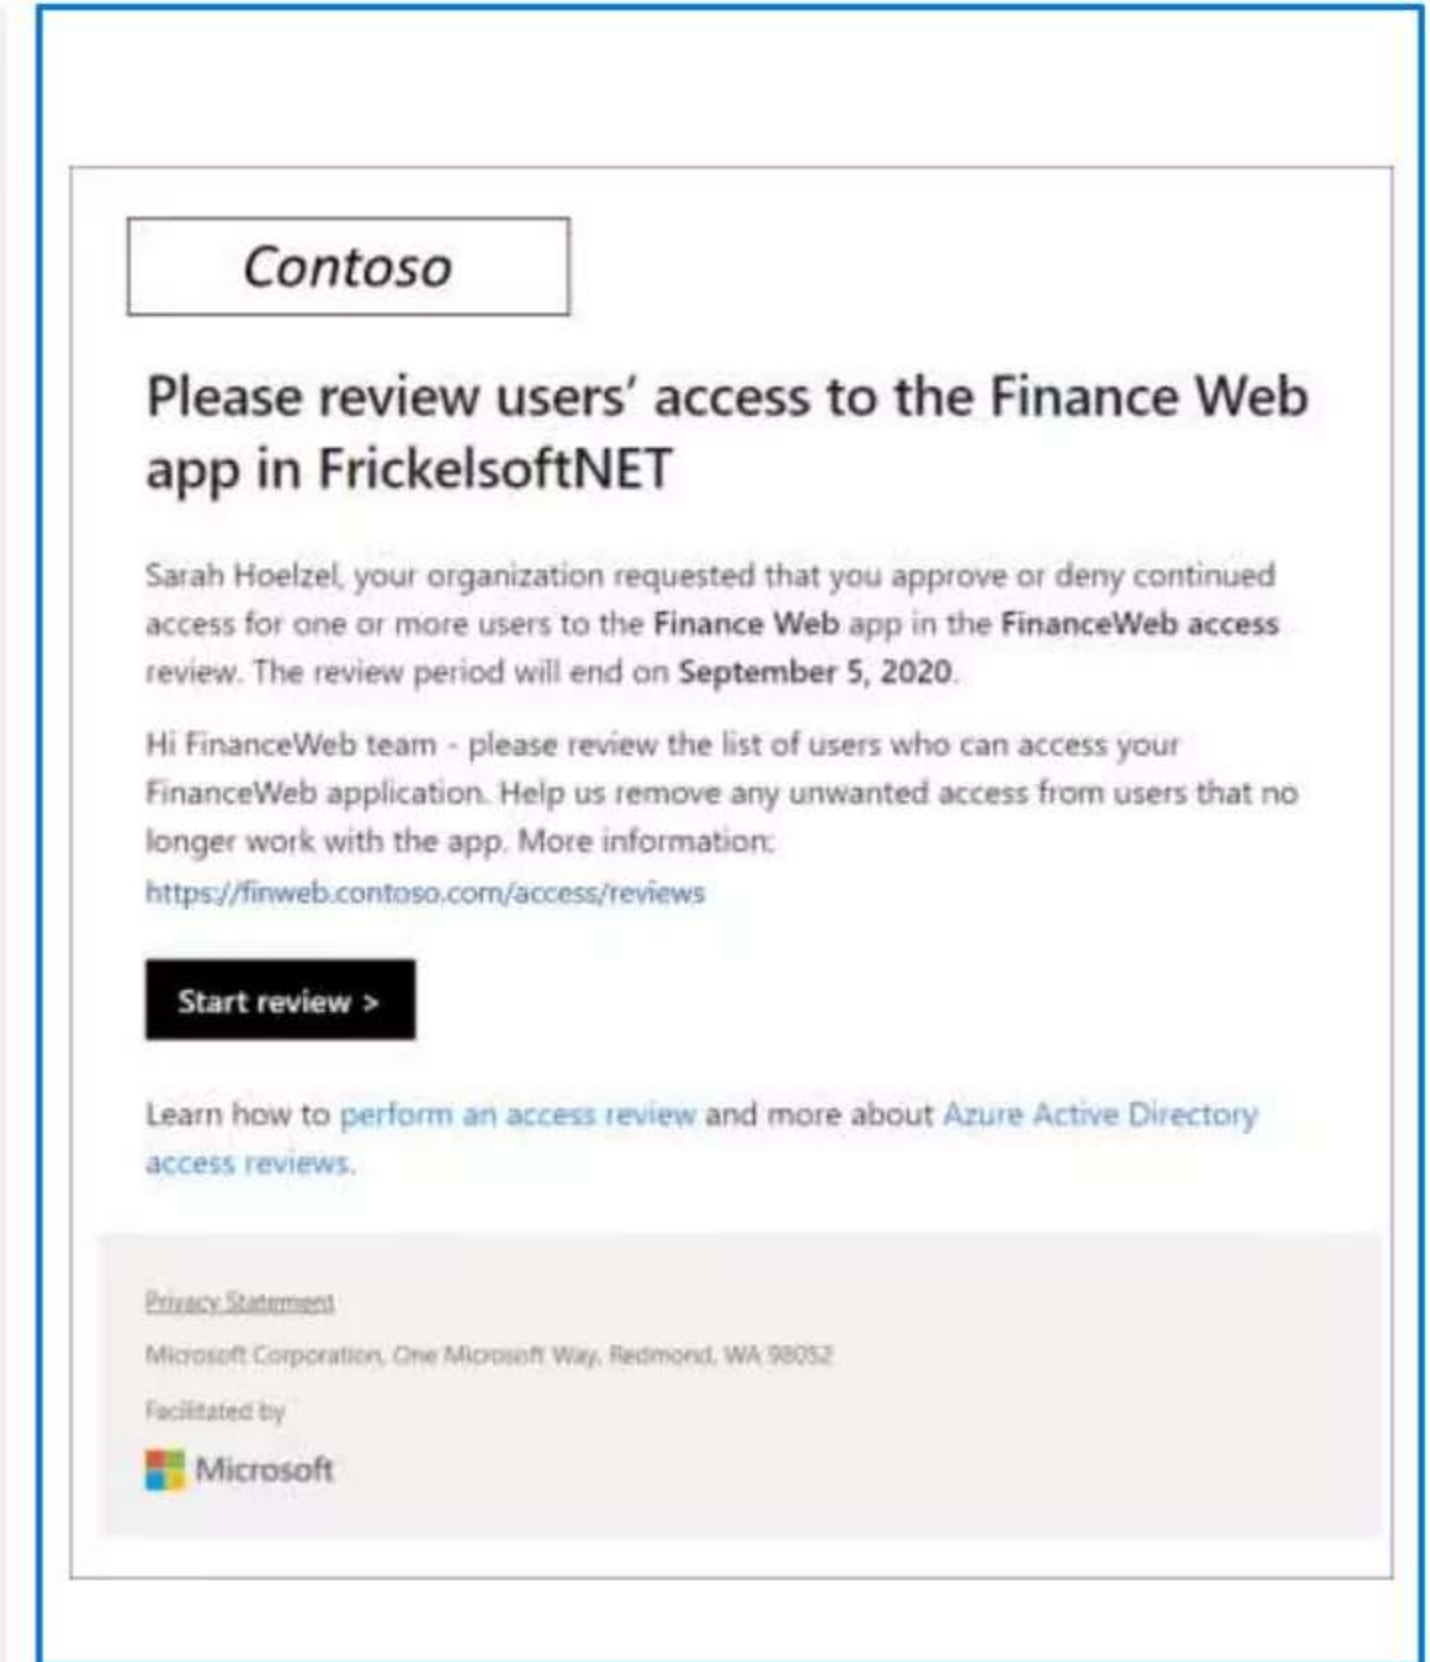 Contoso
Please review users' access to the Finance Web
app in FrickelsoftNET
Sarah Hoelzel, your organization requested that you approve or deny continued
access for one or more users to the Finance Web app in the FinanceWeb access
review. The review period will end on September 5, 2020.
Hi FinanceWeb team - please review the list of users who can access your
FinanceWeb application. Help us remove any unwanted access from users that no
longer work with the app. More information:
https://finweb.contoso.com/access/reviews
Start review >
Learn how to perform an access review and more about Azure Active Directory
access reviews.
Privacy Statement
Microsoft Corporation, One Microsoft Way, Redmond, WA 98052
Facilitated by
Microsoft